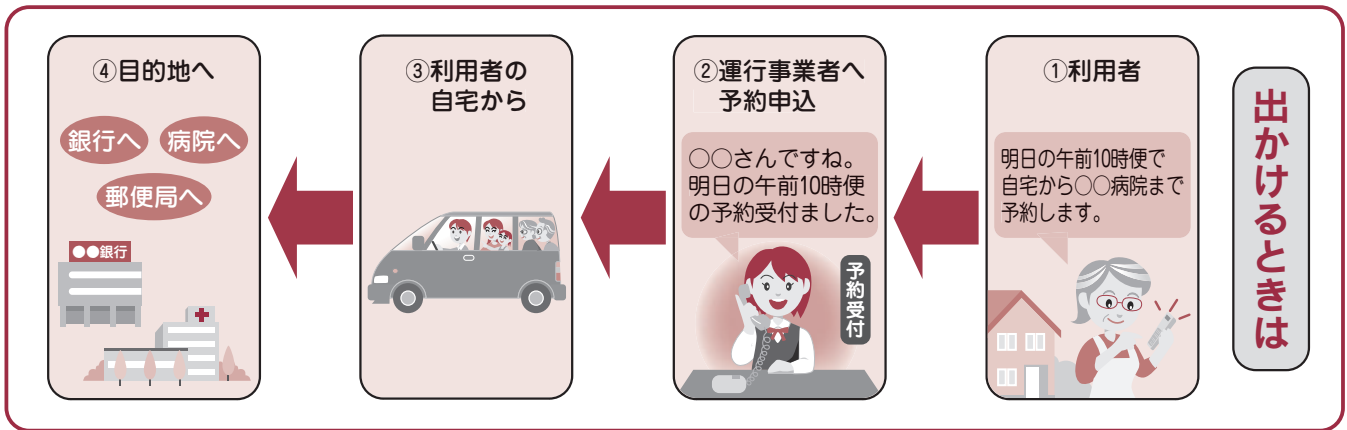 出かけるときは
①利用者
明日の午前10時便で
自宅から〇〇病院まで
予約します。
②運行事業者へ
予約申込
〇〇さんですね。
明日の午前10時便
の予約受付ました。
予約受付
③利用者の
自宅から
④目的地へ
銀行へ
病院へ
郵便局へ
●●銀行